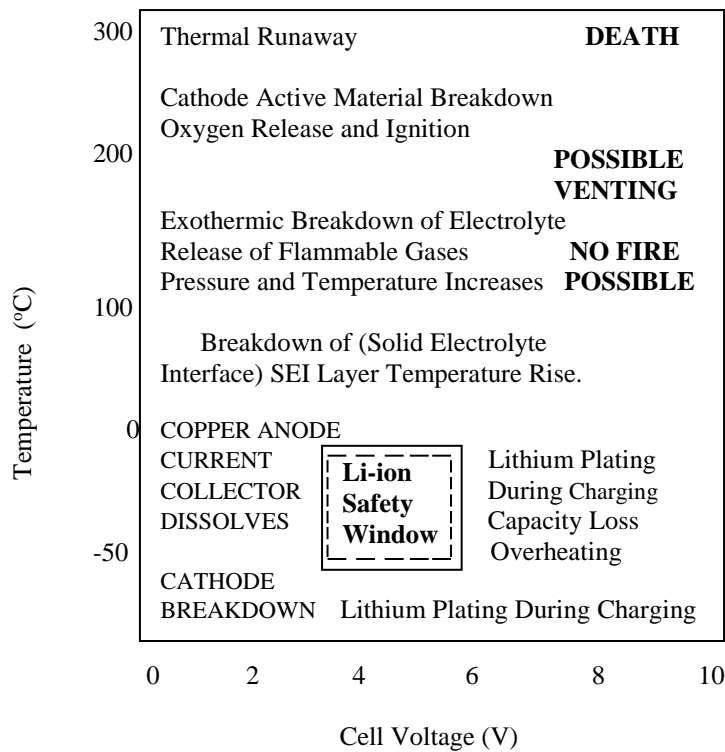 300 Thermal Runaway DEATH
Cathode Active Material Breakdown
Oxygen Release and Ignition
200 POSSIBLE
VENTING
Exothermic Breakdown of Electrolyte
Release of Flammable Gases NO FIRE
Pressure and Temperature Increases POSSIBLE
100
Breakdown of (Solid Electrolyte
Interface) SEI Layer Temperature Rise.
0 COPPER ANODE
CURRENT Li-ion Lithium Plating
COLLECTOR Safety During Charging
DISSOLVES Window Capacity Loss
-50 Overheating
CATHODE
BREAKDOWN Lithium Plating During Charging
0 2 4 6 8 10
Cell Voltage (V)
Temperature (°C)